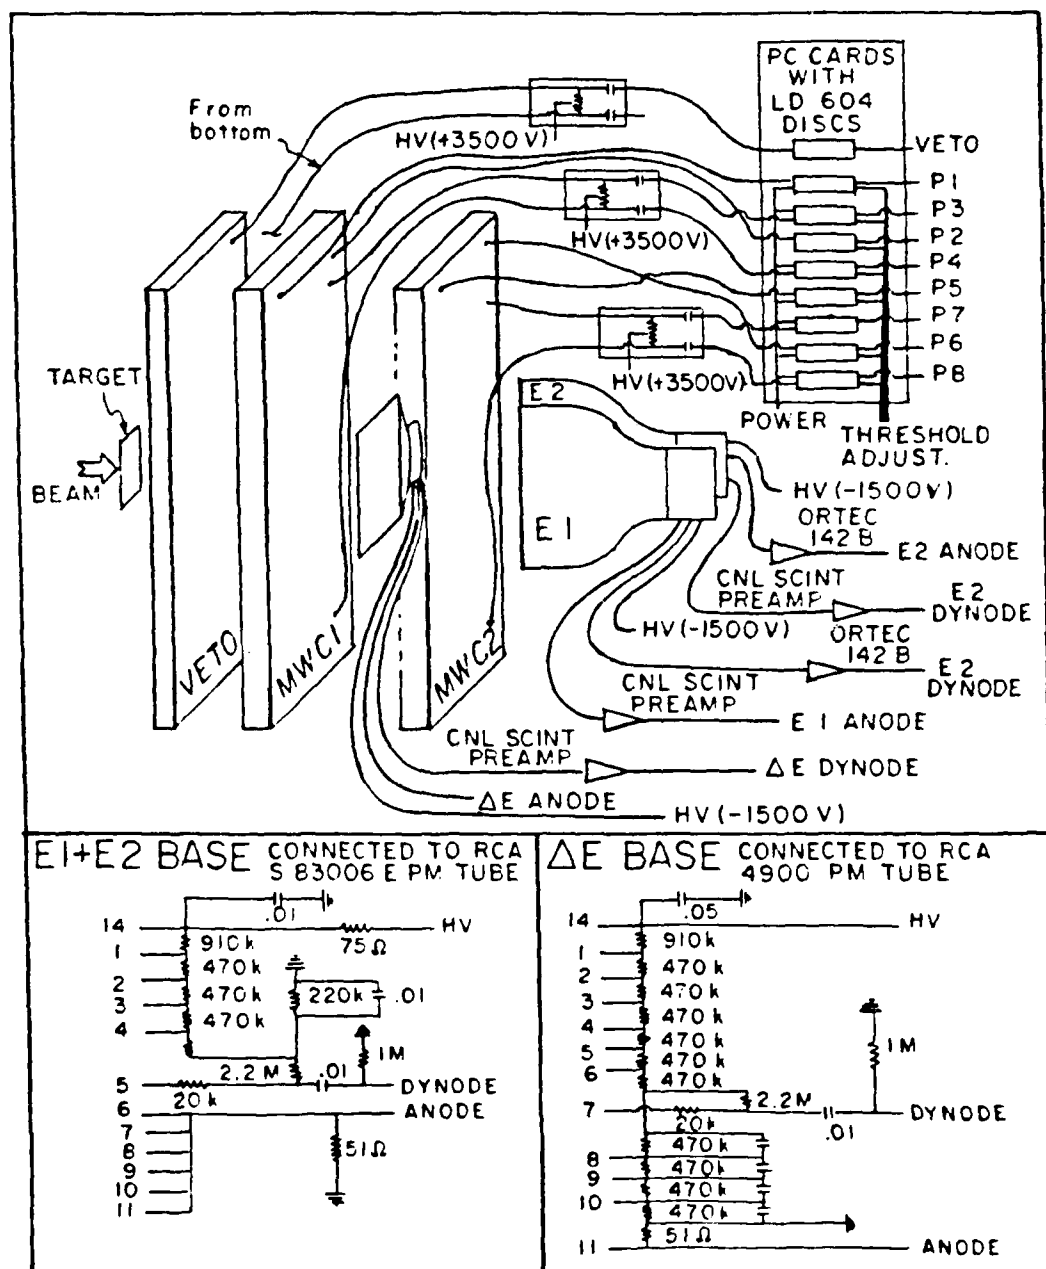 PC CARDS
WITH
LD 604
DISCS
From
bottom
HV(+3500V)
VETO
P1
P3
P2
P4
P5
P7
P6
P8
HV(+3500V)
HV(+3500V)
TARGET
BEAM
POWER
THRESHOLD
ADJUST.
E2
E1
HV(-1500V)
ORTEC
142 B
E2 ANODE
CNL SCINT
PREAMP
E2
DYNODE
HV(-1500V)
ORTEC
142 B
E2
DYNODE
CNL SCINT
PREAMP
E1 ANODE
VETO
MWC1
MWC2
CNL SCINT
PREAMP
ΔE DYNODE
ΔE ANODE
HV(-1500V)
E1+E2 BASE CONNECTED TO RCA
S 83006 E PM TUBE
.01
14
HV
75Ω
1
910k
470k
2
470k
3
470k
4
220k
.01
1M
2.2M
.01
5
DYNODE
20k
6
ANODE
7
8
51Ω
9
10
11
ΔE BASE CONNECTED TO RCA
4900 PM TUBE
.05
14
HV
910k
1
470k
2
470k
3
470k
4
470k
5
470k
6
470k
1M
2.2M
7
DYNODE
20k
.01
470k
8
470k
9
470k
10
470k
51Ω
11
ANODE